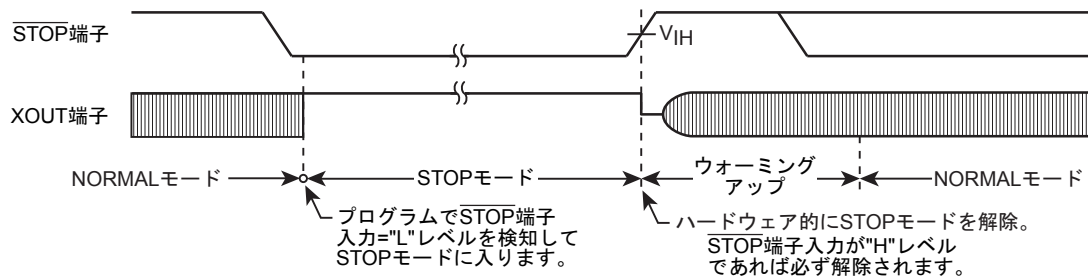 STOP端子
VIH
XOUT端子
NORMALモード
STOPモード
ウォーミング
アップ
NORMALモード
プログラムでSTOP端子
入力="L"レベルを検知して
STOPモードに入ります。
ハードウェア的にSTOPモードを解除。
STOP端子入力が"H"レベル
であれば必ず解除されます。